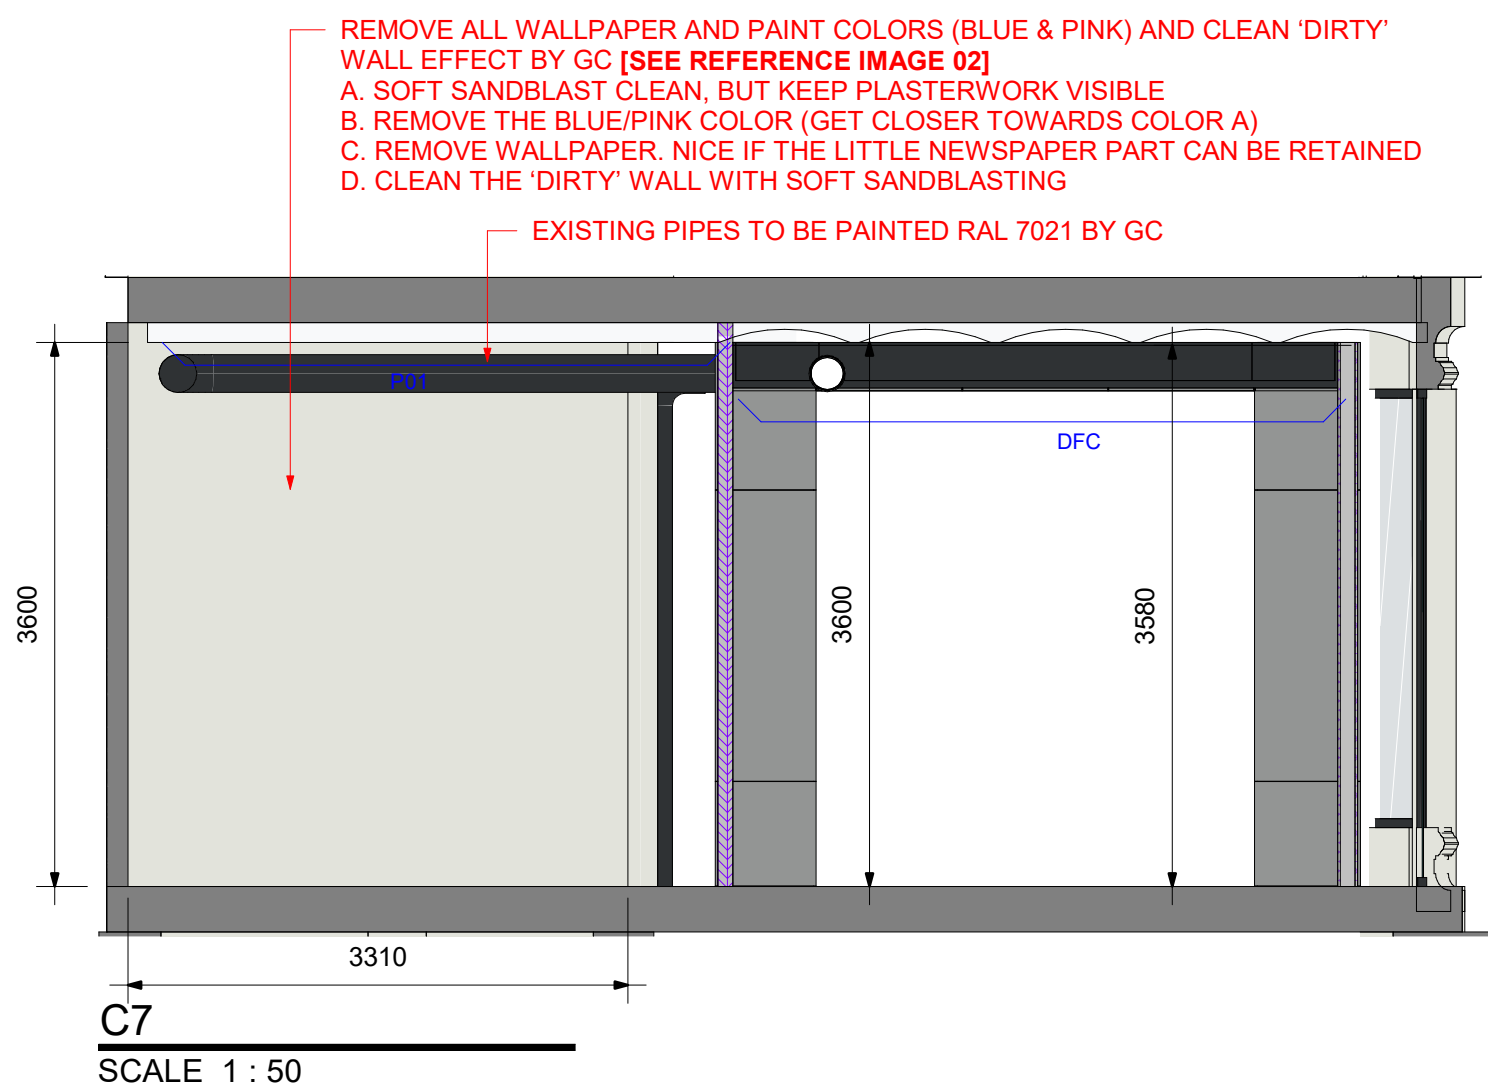 REMOVE ALL WALLPAPER AND PAINT COLORS (BLUE & PINK) AND CLEAN ‘DIRTY’
WALL EFFECT BY GC [SEE REFERENCE IMAGE 02]
A. SOFT SANDBLAST CLEAN, BUT KEEP PLASTERWORK VISIBLE
B. REMOVE THE BLUE/PINK COLOR (GET CLOSER TOWARDS COLOR A)
C. REMOVE WALLPAPER. NICE IF THE LITTLE NEWSPAPER PART CAN BE RETAINED
D. CLEAN THE ‘DIRTY’ WALL WITH SOFT SANDBLASTING
EXISTING PIPES TO BE PAINTED RAL 7021 BY GC
P01
DFC
3600
3600
3580
3310
C7
SCALE 1 : 50